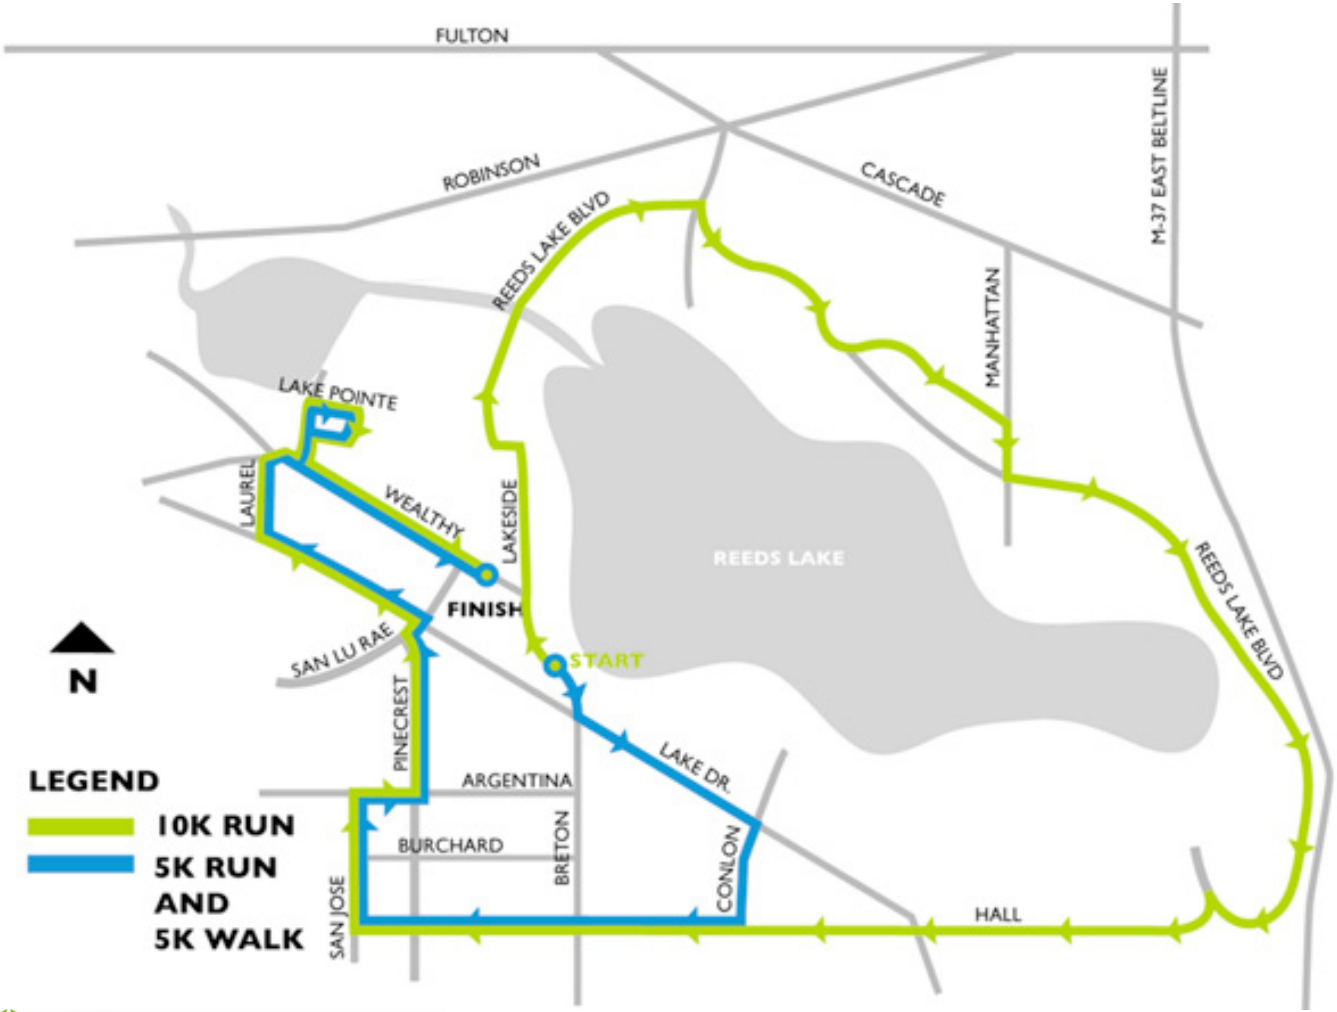 FULTON
M-37 EAST BELTLINE
ROBINSON
CASCADE
REEDS LAKE BLVD
MANHATTAN
LAKE POINTE
LAUREL
WEALTHY
LAKESIDE
REEDS LAKE
REEDS LAKE BLVD
FINISH
N
SAN LU RAE
START
PINECREST
LAKE DR.
LEGEND
ARGENTINA
10K RUN
BURCHARD
BRETON
CONLON
5K RUN
AND
5K WALK
SAN JOSE
HALL